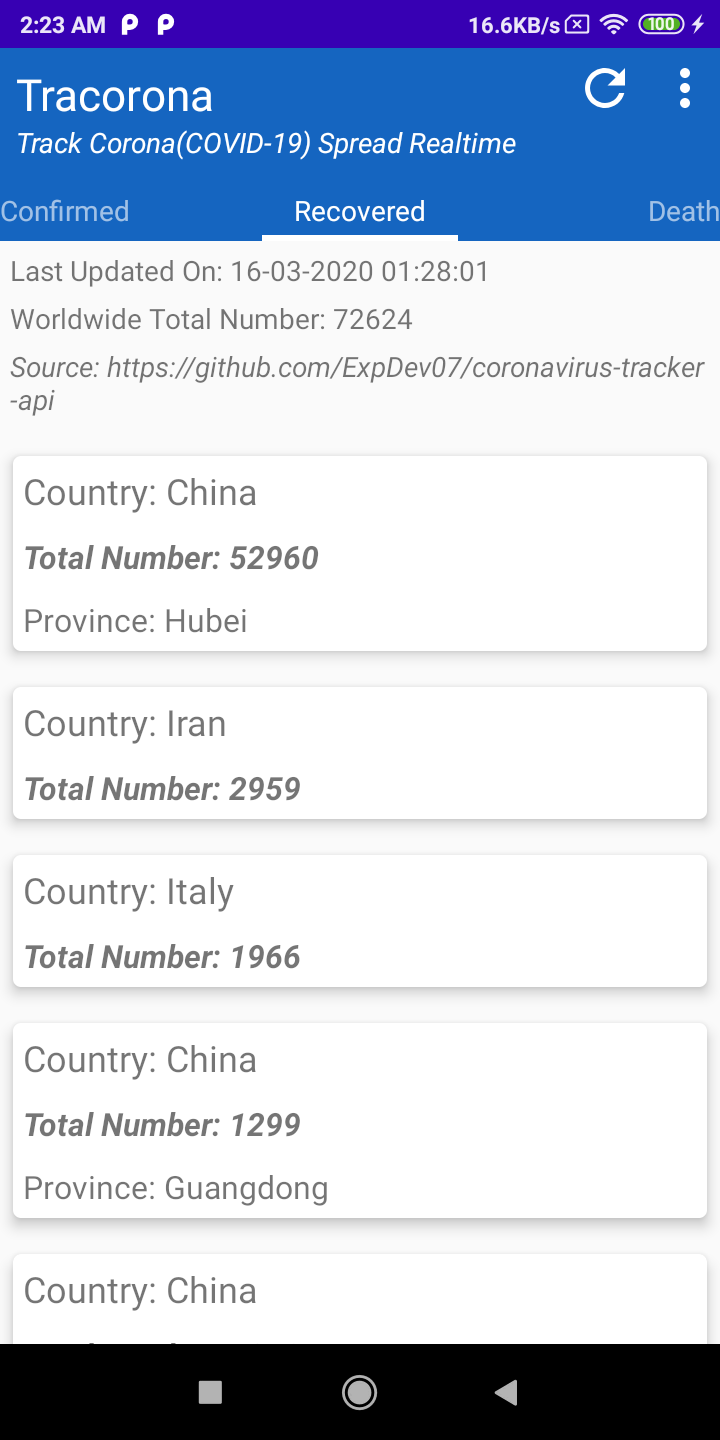 2:23 AM
16.6KB/s
100
Tracorona
Track Corona(COVID-19) Spread Realtime
Confirmed
Recovered
Death
Last Updated On: 16-03-2020 01:28:01
Worldwide Total Number: 72624
Source: https://github.com/ExpDev07/coronavirus-tracker
-api
Country: China
Total Number: 52960
Province: Hubei
Country: Iran
Total Number: 2959
Country: Italy
Total Number: 1966
Country: China
Total Number: 1299
Province: Guangdong
Country: China